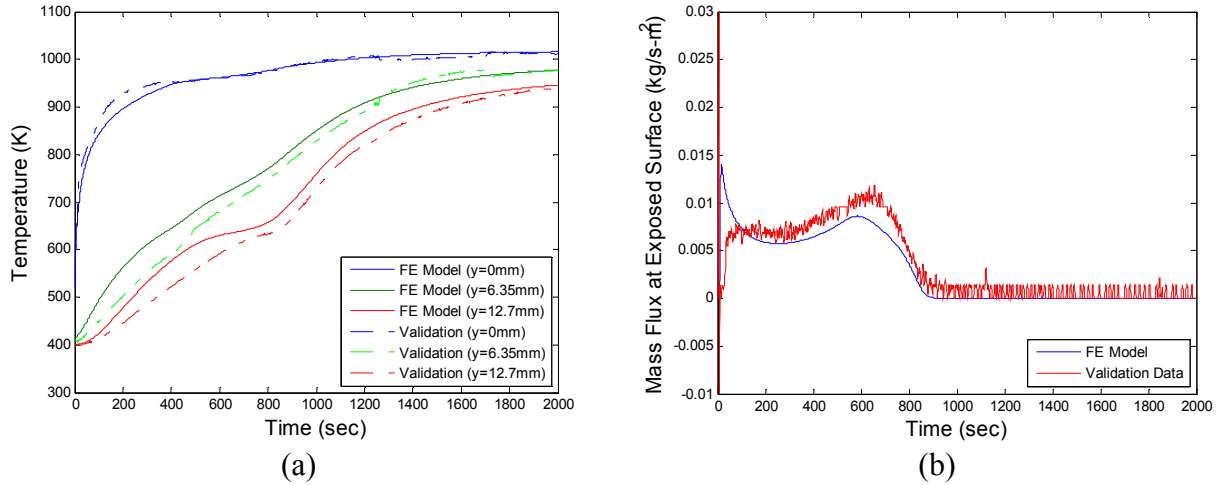 1100
1000
900
800
700
600
500
400
300
0
200
400
600
800
1000
1200
1400
1600
1800
2000
Temperature (K)
Time (sec)
FE Model (y=0mm)
FE Model (y=6.35mm)
FE Model (y=12.7mm)
Validation (y=0mm)
Validation (y=6.35mm)
Validation (y=12.7mm)
(a)
0.03
0.025
0.02
0.015
0.01
0.005
0
-0.005
-0.01
0
200
400
600
800
1000
1200
1400
1600
1800
2000
Mass Flux at Exposed Surface (kg/s-m²)
Time (sec)
FE Model
Validation Data
(b)